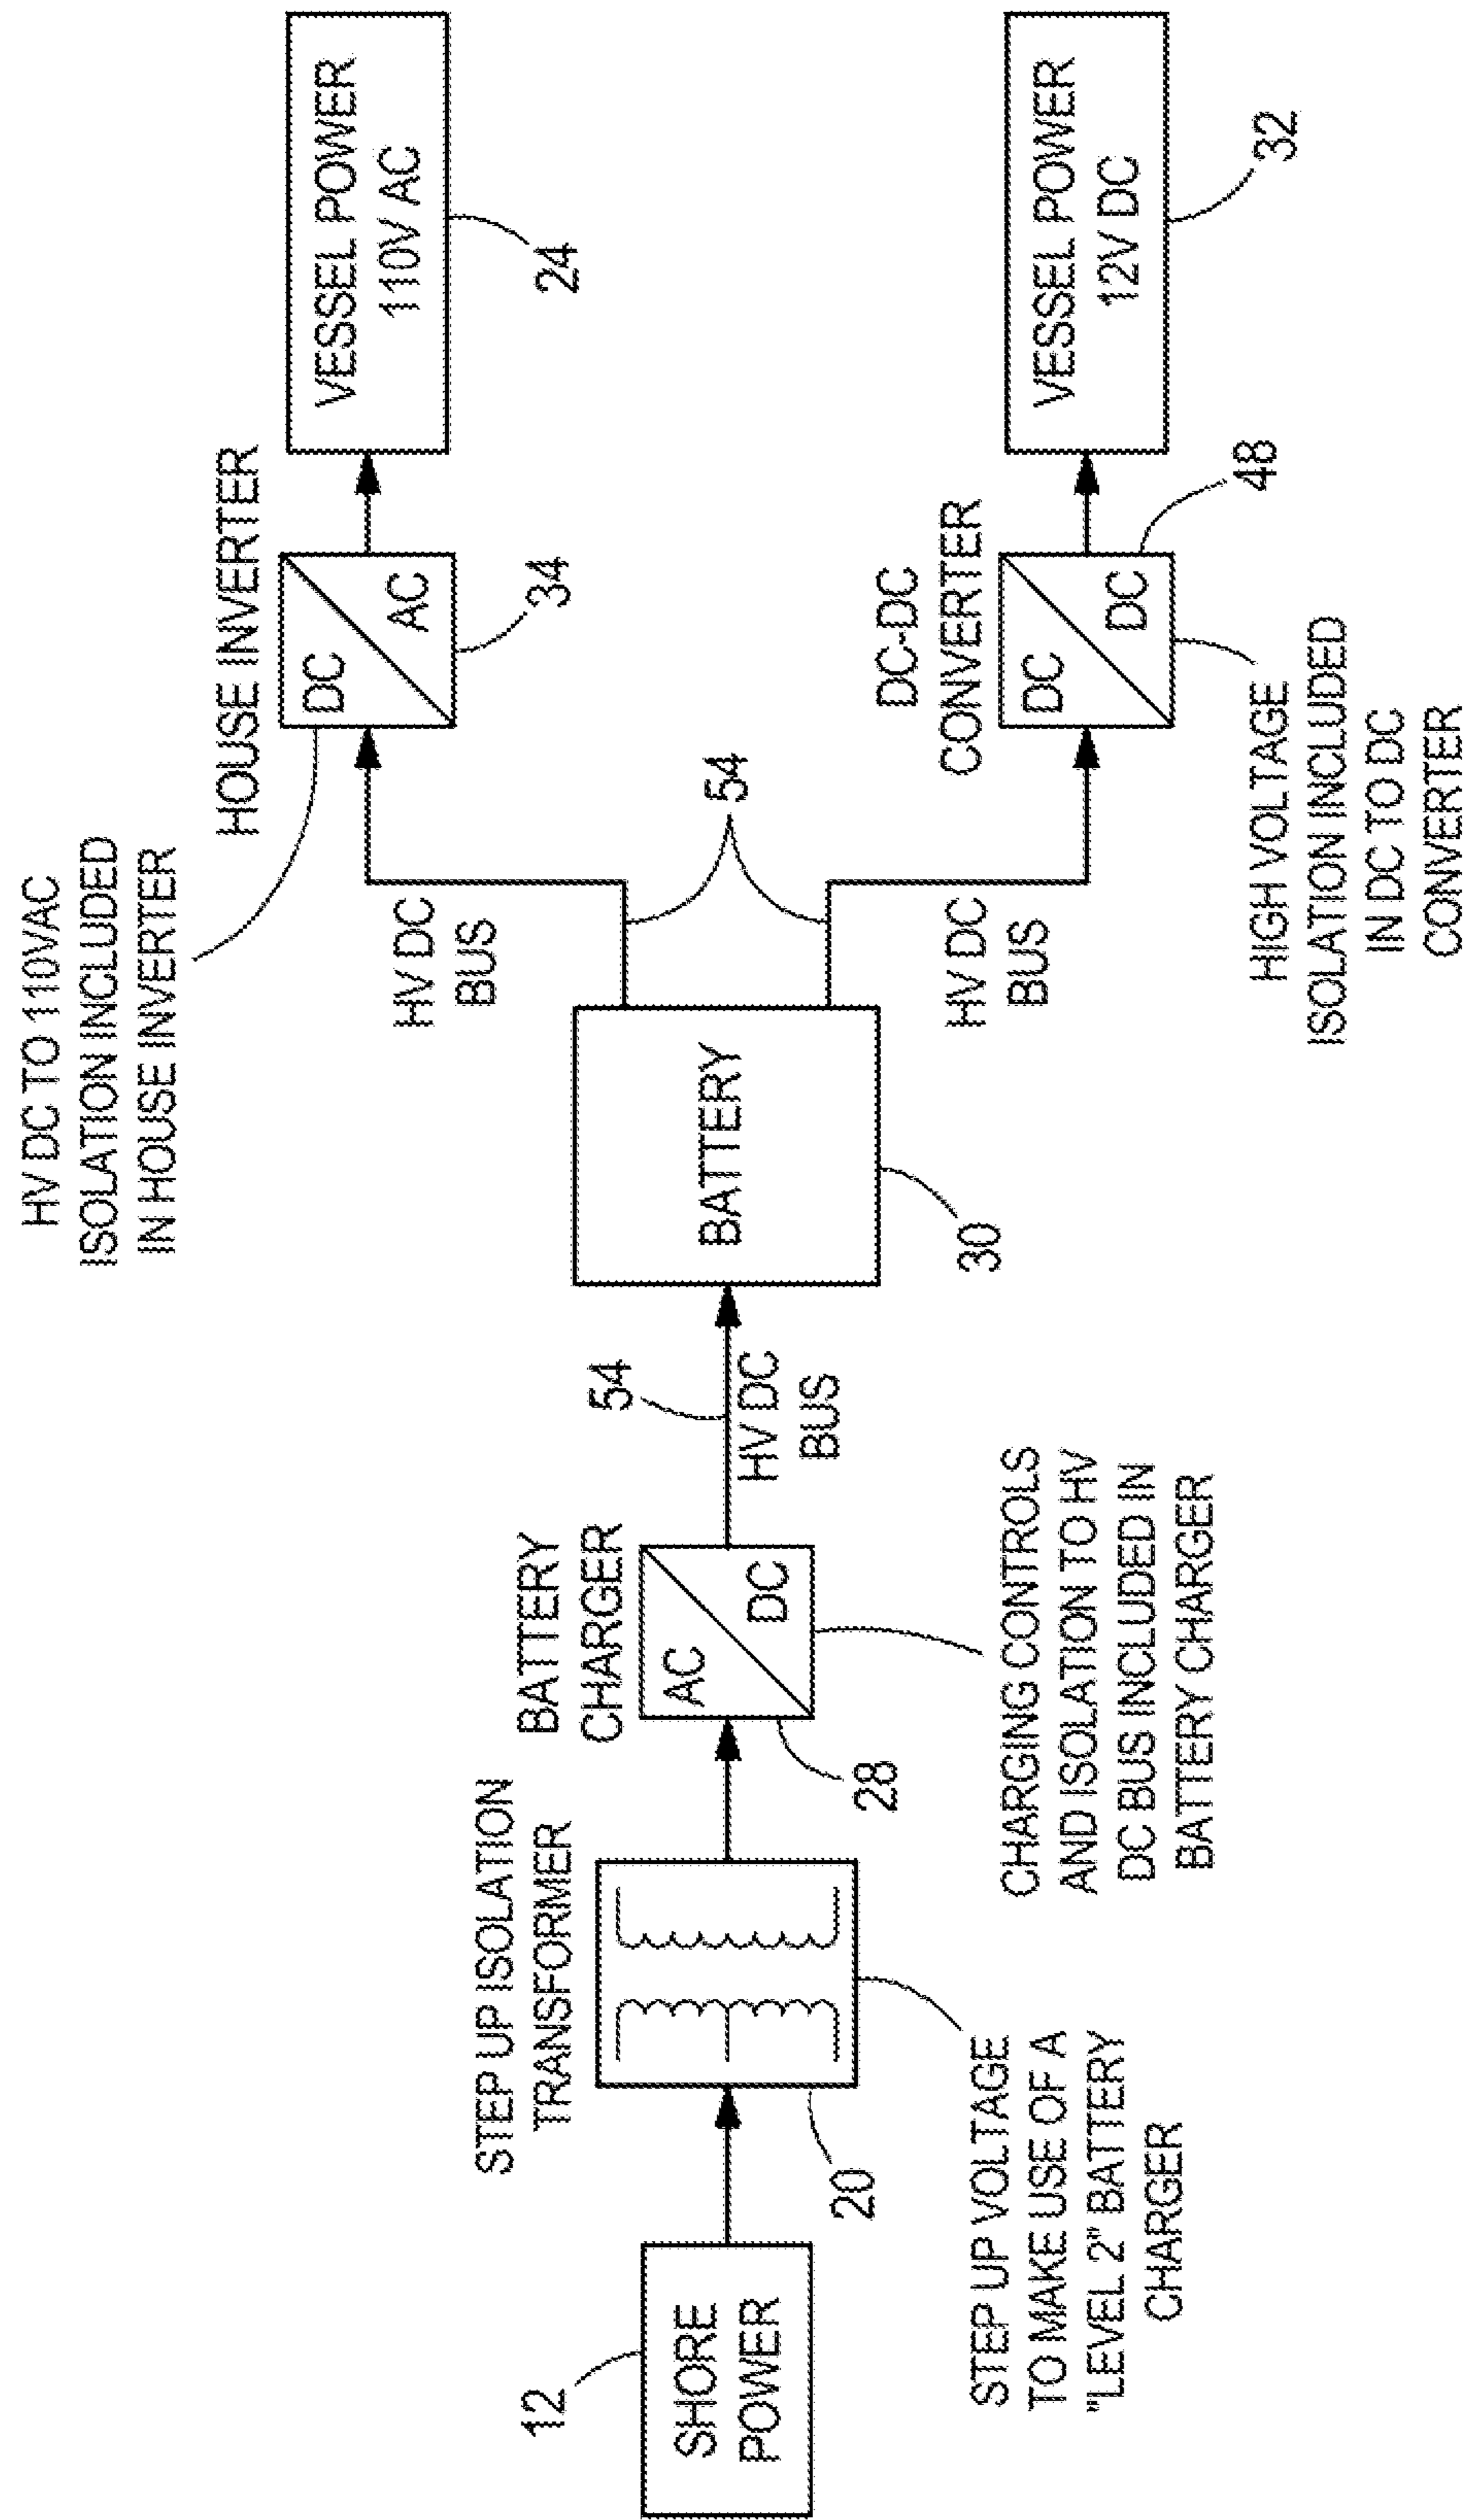 12
SHORE
POWER
STEP UP ISOLATION
TRANSFORMER
20
STEP UP VOLTAGE
TO MAKE USE OF A
"LEVEL 2" BATTERY
CHARGER
BATTERY
CHARGER
AC
DC
28
CHARGING CONTROLS
AND ISOLATION TO HV
DC BUS INCLUDED IN
BATTERY CHARGER
54
HV DC
BUS
BATTERY
30
HV DC TO 110VAC
ISOLATION INCLUDED
IN HOUSE INVERTER
HV DC
BUS
54
HV DC
BUS
HOUSE INVERTER
DC
AC
34
DC-DC
CONVERTER
DC
DC
48
HIGH VOLTAGE
ISOLATION INCLUDED
IN DC TO DC
CONVERTER
VESSEL POWER
110V AC
24
VESSEL POWER
12V DC
32